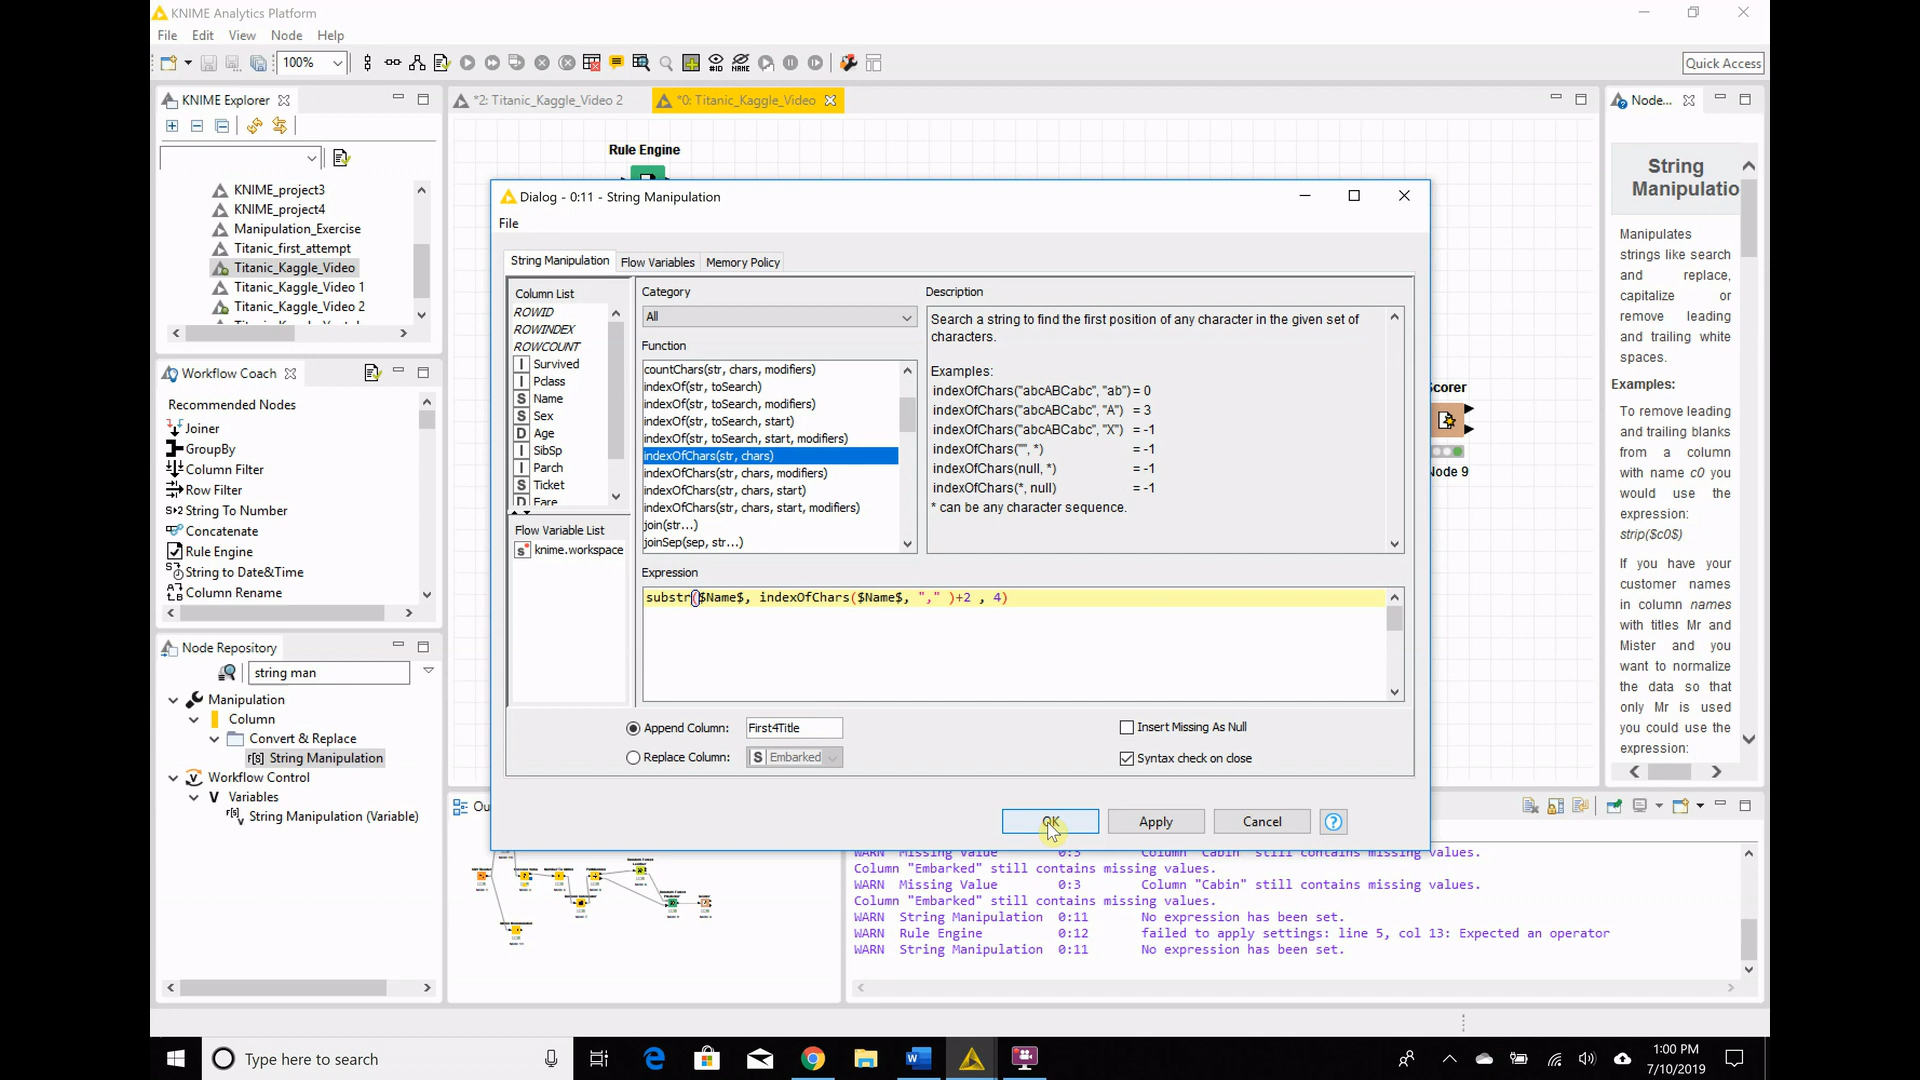 KNIME Analytics Platform
File Edit View Node Help
100%
Quick Access
KNIME Explorer
KNIME_project3
KNIME_project4
Manipulation_Exercise
Titanic_first_attempt
Titanic_Kaggle_Video
Titanic_Kaggle_Video 1
Titanic_Kaggle_Video 2
Workflow Coach
Recommended Nodes
Joiner
GroupBy
Column Filter
Row Filter
String To Number
Concatenate
Rule Engine
String to Date&Time
Column Rename
Node Repository
string man
Manipulation
Column
Convert & Replace
String Manipulation
Workflow Control
Variables
String Manipulation (Variable)
*2: Titanic_Kaggle_Video 2
*0: Titanic_Kaggle_Video
Rule Engine
Dialog - 0:11 - String Manipulation
File
String Manipulation Flow Variables Memory Policy
Column List
ROWID
ROWINDEX
ROWCOUNT
I Survived
I Pclass
S Name
S Sex
D Age
I SibSp
I Parch
S Ticket
D Fare
Flow Variable List
s knime.workspace
Category
All
Function
countChars(str, chars, modifiers)
indexOf(str, toSearch)
indexOf(str, toSearch, modifiers)
indexOf(str, toSearch, start)
indexOf(str, toSearch, start, modifiers)
indexOfChars(str, chars)
indexOfChars(str, chars, modifiers)
indexOfChars(str, chars, start)
indexOfChars(str, chars, start, modifiers)
join(str...)
joinSep(sep, str...)
Description
Search a string to find the first position of any character in the given set of
characters.
Examples:
indexOfChars("abcABCabc", "ab") = 0
indexOfChars("abcABCabc", "A") = 3
indexOfChars("abcABCabc", "X") = -1
indexOfChars("", *) = -1
indexOfChars(null, *) = -1
indexOfChars(*, null) = -1
* can be any character sequence.
Expression
substr($Name$, indexOfChars($Name$, "," )+2 , 4)
Append Column: First4Title
Replace Column: S Embarked
Insert Missing As Null
Syntax check on close
OK Apply Cancel
Scorer
Node 9
Node...
String
Manipulatio
Manipulates
strings like search
and replace,
capitalize or
remove leading
and trailing white
spaces.
Examples:
To remove leading
and trailing blanks
from a column
with name c0 you
would use the
expression:
strip($c0$)
If you have your
customer names
in column names
with titles Mr and
Mister and you
want to normalize
the data so that
only Mr is used
you could use the
expression:
Ou
WARN Missing Value 0:3 Column "Cabin" still contains missing values.
Column "Embarked" still contains missing values.
WARN Missing Value 0:3 Column "Cabin" still contains missing values.
Column "Embarked" still contains missing values.
WARN String Manipulation 0:11 No expression has been set.
WARN Rule Engine 0:12 failed to apply settings: line 5, col 13: Expected an operator
WARN String Manipulation 0:11 No expression has been set.
Type here to search
1:00 PM
7/10/2019